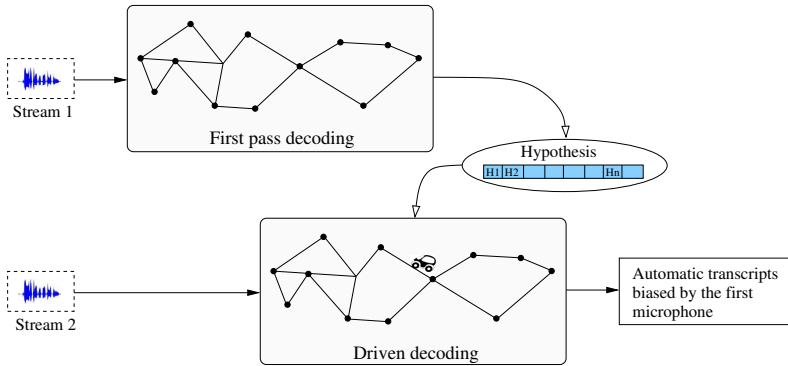 Stream 1
First pass decoding
Hypothesis
H1 H2 Hn
Stream 2
Driven decoding
Automatic transcripts
biased by the first
microphone